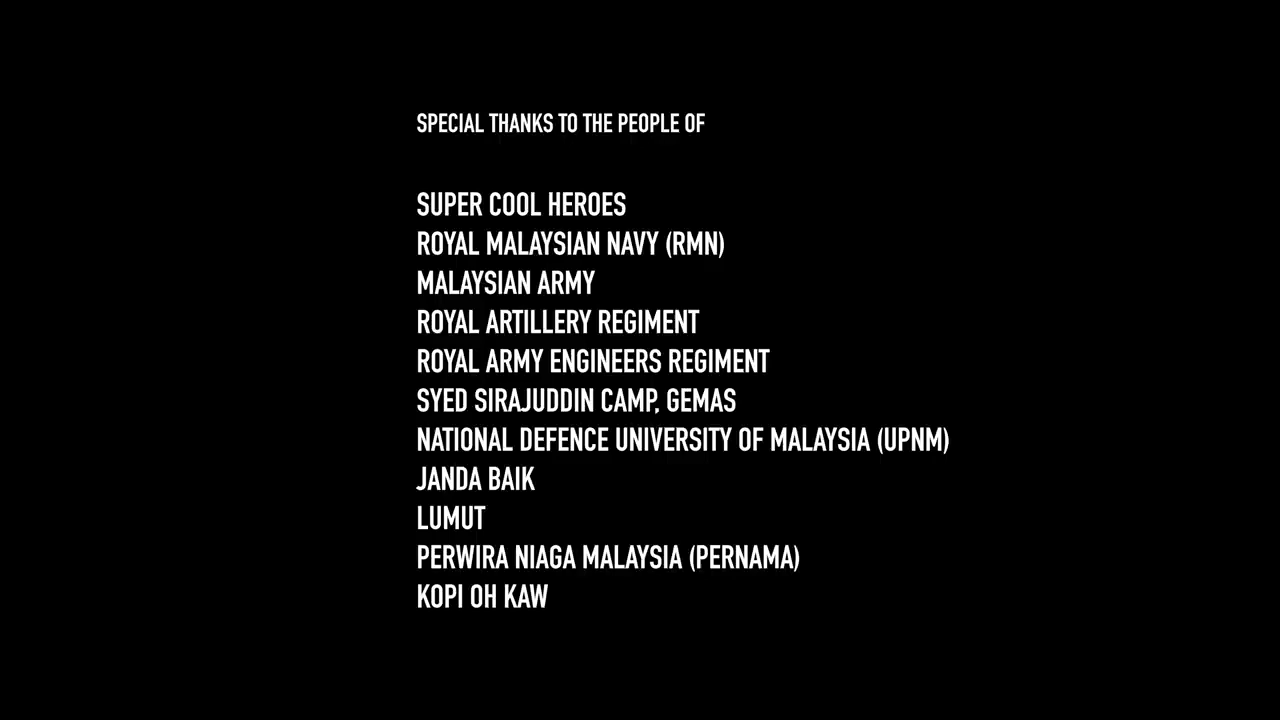 SPECIAL THANKS TO THE PEOPLE OF
SUPER COOL HEROES
ROYAL MALAYSIAN NAVY (RMN)
MALAYSIAN ARMY
ROYAL ARTILLERY REGIMENT
ROYAL ARMY ENGINEERS REGIMENT
SYED SIRAJUDDIN CAMP, GEMAS
NATIONAL DEFENCE UNIVERSITY OF MALAYSIA (UPNM)
JANDA BAIK
LUMUT
PERWIRA NIAGA MALAYSIA (PERNAMA)
KOPI OH KAW